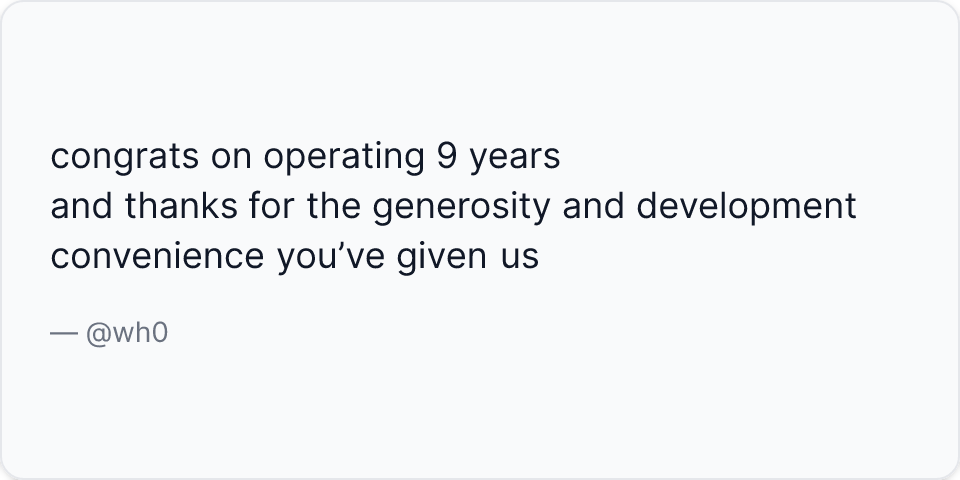 congrats on operating 9 years
and thanks for the generosity and development
convenience you’ve given us
— @wh0